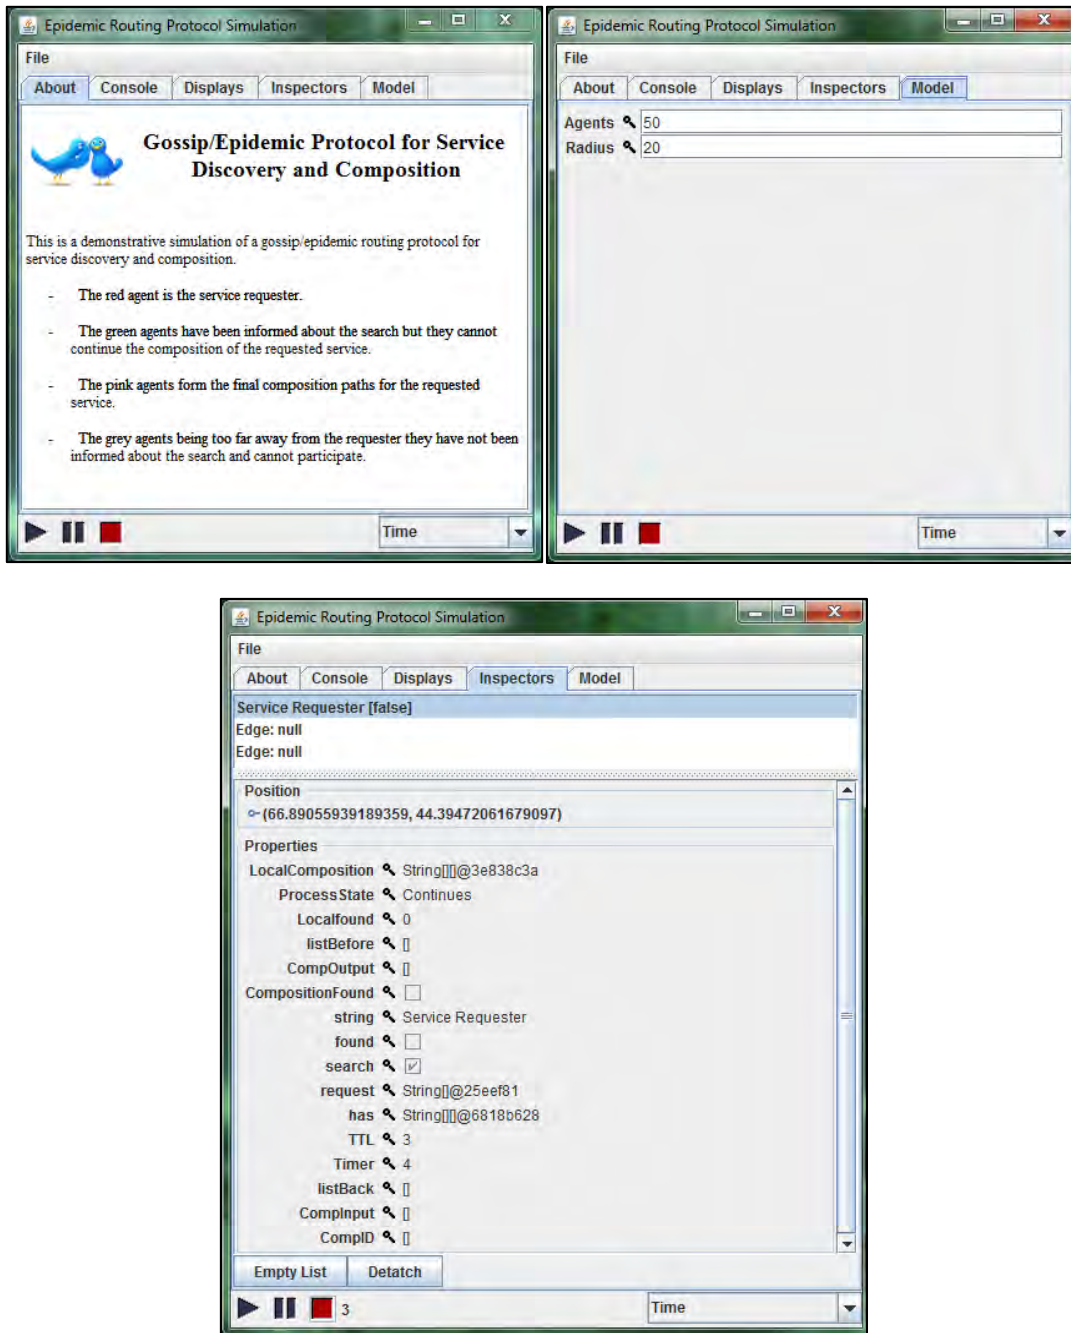 Epidemic Routing Protocol Simulation
File
About Console Displays Inspectors Model
Gossip/Epidemic Protocol for Service
Discovery and Composition
This is a demonstrative simulation of a gossip/epidemic routing protocol for
service discovery and composition.
- The red agent is the service requester.
- The green agents have been informed about the search but they cannot
continue the composition of the requested service.
- The pink agents form the final composition paths for the requested
service.
- The grey agents being too far away from the requester they have not been
informed about the search and cannot participate.
Time
Epidemic Routing Protocol Simulation
File
About Console Displays Inspectors Model
Agents 50
Radius 20
Time
Epidemic Routing Protocol Simulation
File
About Console Displays Inspectors Model
Service Requester [false]
Edge: null
Edge: null
Position
(66.89055939189359, 44.39472061679097)
Properties
LocalComposition String[][]@3e838c3a
ProcessState Continues
Localfound 0
listBefore []
CompOutput []
CompositionFound
string Service Requester
found
search
request String[]@25eef81
has String[][]@6818b628
TTL 3
Timer 4
listBack []
CompInput []
CompID []
Empty List Detatch
3 Time